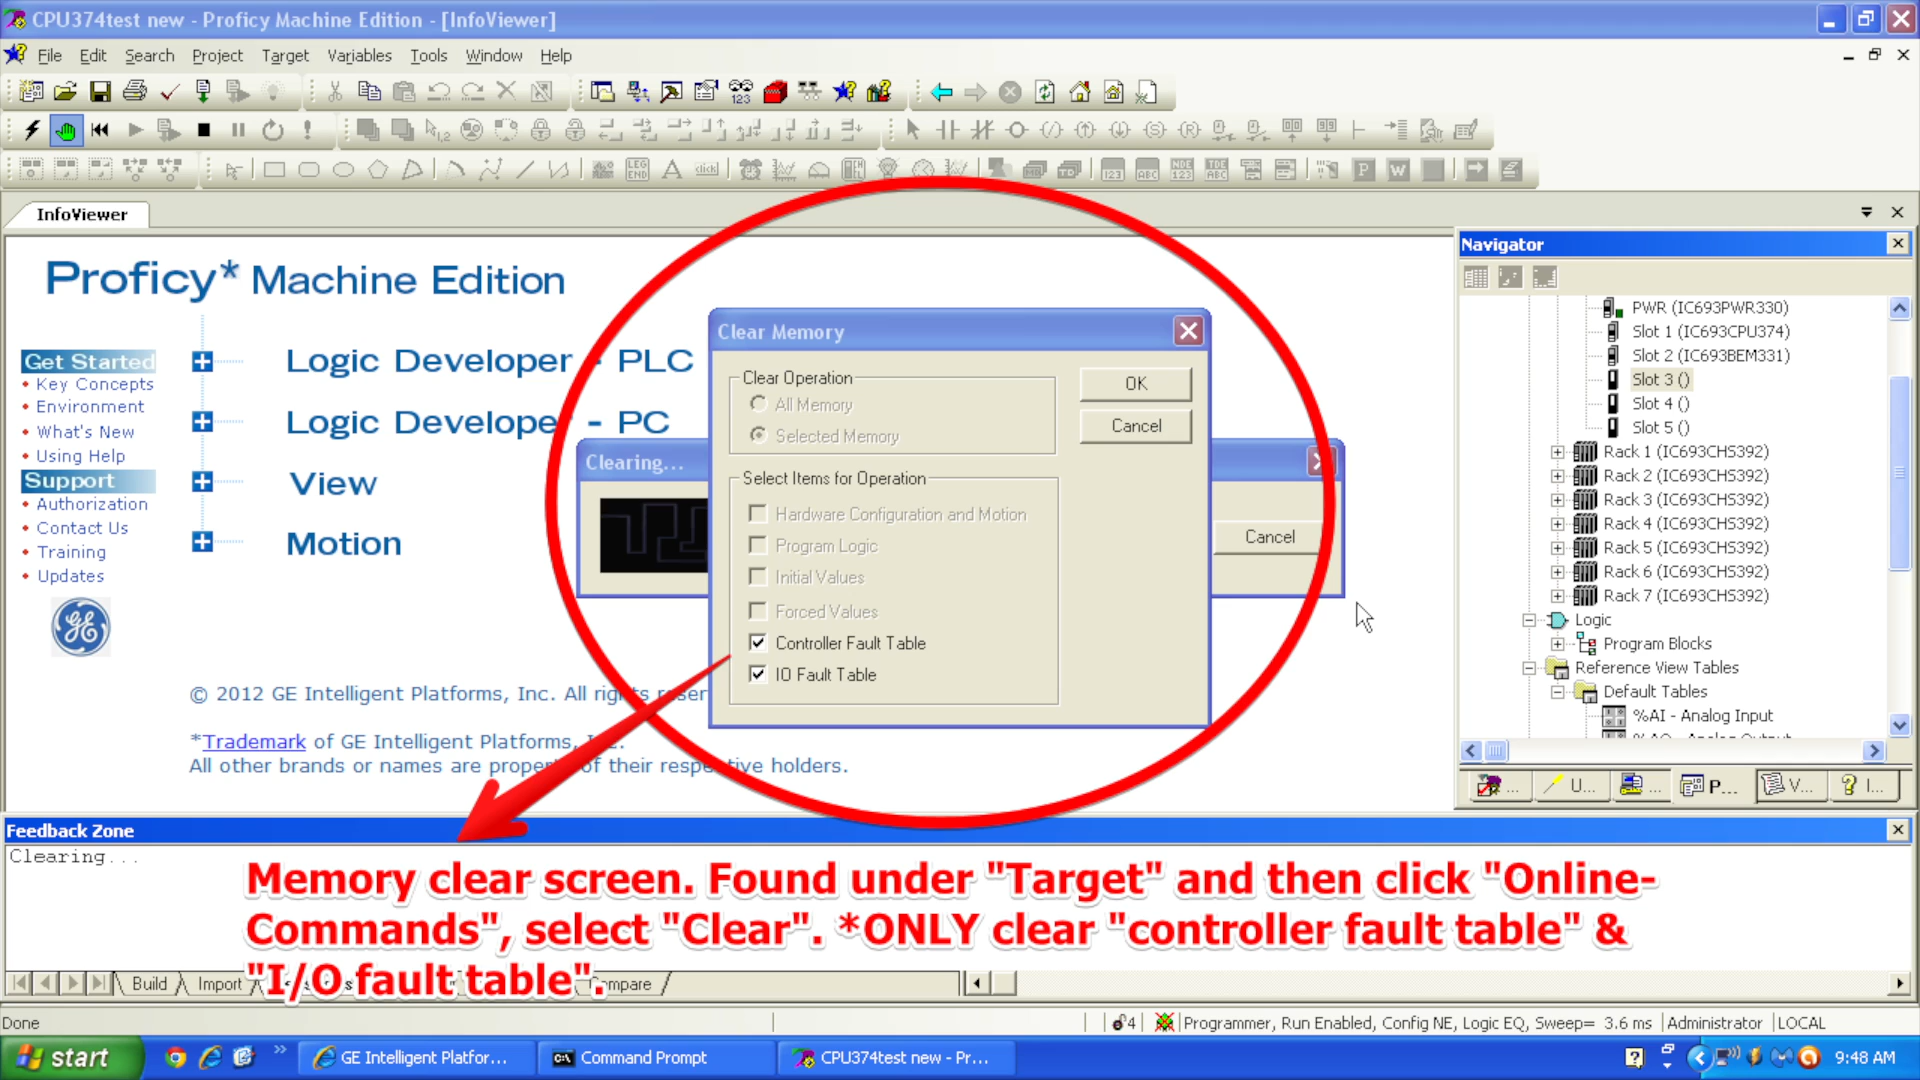 CPU374test new - Proficy Machine Edition - [InfoViewer]
File Edit Search Project Target Variables Tools Window Help
InfoViewer
Proficy* Machine Edition
Get Started
Key Concepts
Environment
What's New
Using Help
Support
Authorization
Contact Us
Training
Updates
Logic Developer - PLC
Logic Developer - PC
View
Motion
© 2012 GE Intelligent Platforms, Inc. All rights reser
*Trademark of GE Intelligent Platforms, Inc.
All other brands or names are property of their respective holders.
Clearing...
Cancel
Clear Memory
Clear Operation
All Memory
Selected Memory
OK
Cancel
Select Items for Operation
Hardware Configuration and Motion
Program Logic
Initial Values
Forced Values
Controller Fault Table
IO Fault Table
Navigator
PWR (IC693PWR330)
Slot 1 (IC693CPU374)
Slot 2 (IC693BEM331)
Slot 3 ()
Slot 4 ()
Slot 5 ()
Rack 1 (IC693CHS392)
Rack 2 (IC693CHS392)
Rack 3 (IC693CHS392)
Rack 4 (IC693CHS392)
Rack 5 (IC693CHS392)
Rack 6 (IC693CHS392)
Rack 7 (IC693CHS392)
Logic
Program Blocks
Reference View Tables
Default Tables
%AI - Analog Input
... U... ... P... V... I...
Feedback Zone
Clearing...
Memory clear screen. Found under "Target" and then click "Online-
Commands", select "Clear". *ONLY clear "controller fault table" &
"I/O fault table".
Build Import
mpare
Done
4 Programmer, Run Enabled, Config NE, Logic EQ, Sweep= 3.6 ms Administrator LOCAL
start GE Intelligent Platfor... Command Prompt CPU374test new - Pr... 9:48 AM